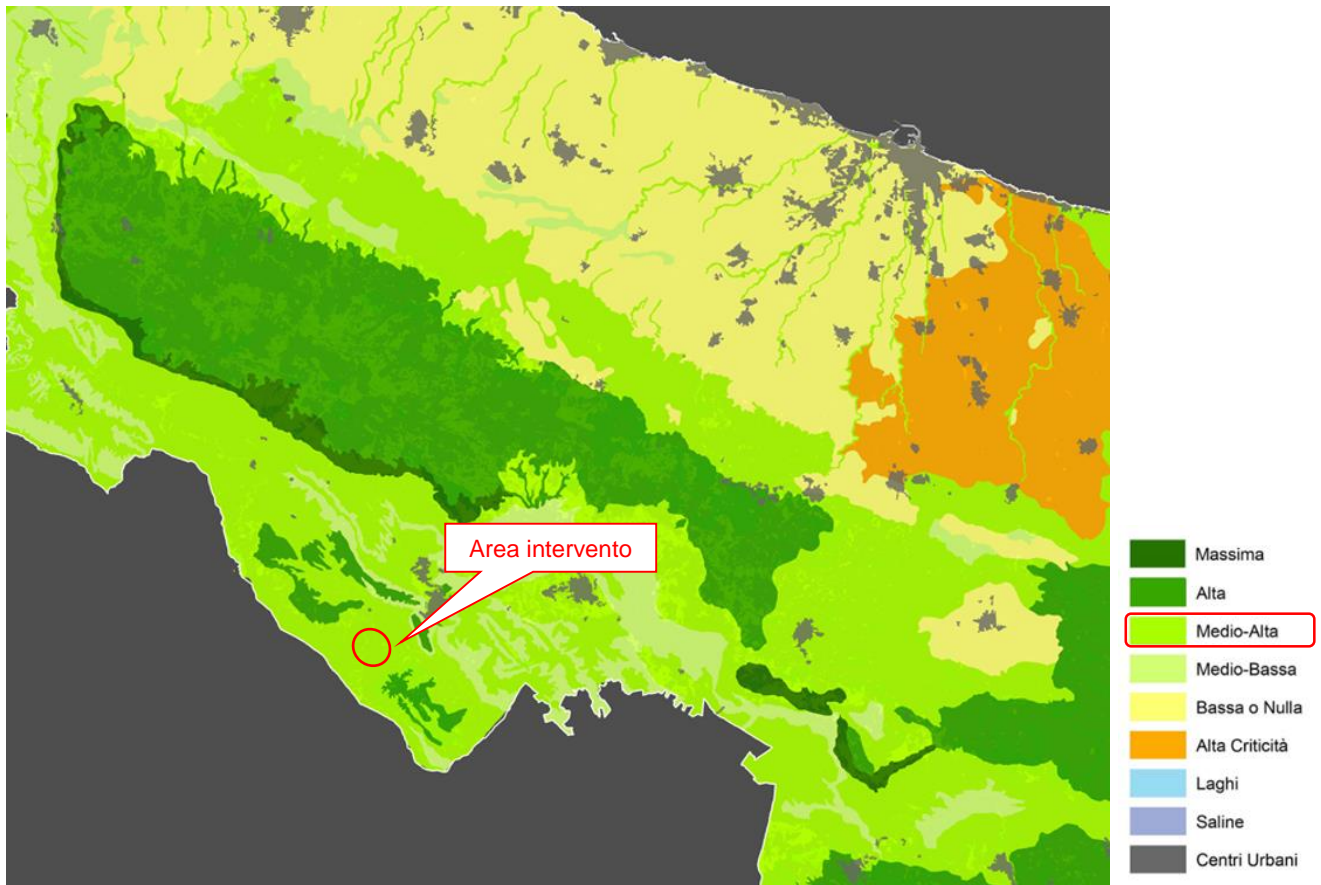 Area intervento
Massima
Alta
Medio-Alta
Medio-Bassa
Bassa o Nulla
Alta Criticità
Laghi
Saline
Centri Urbani